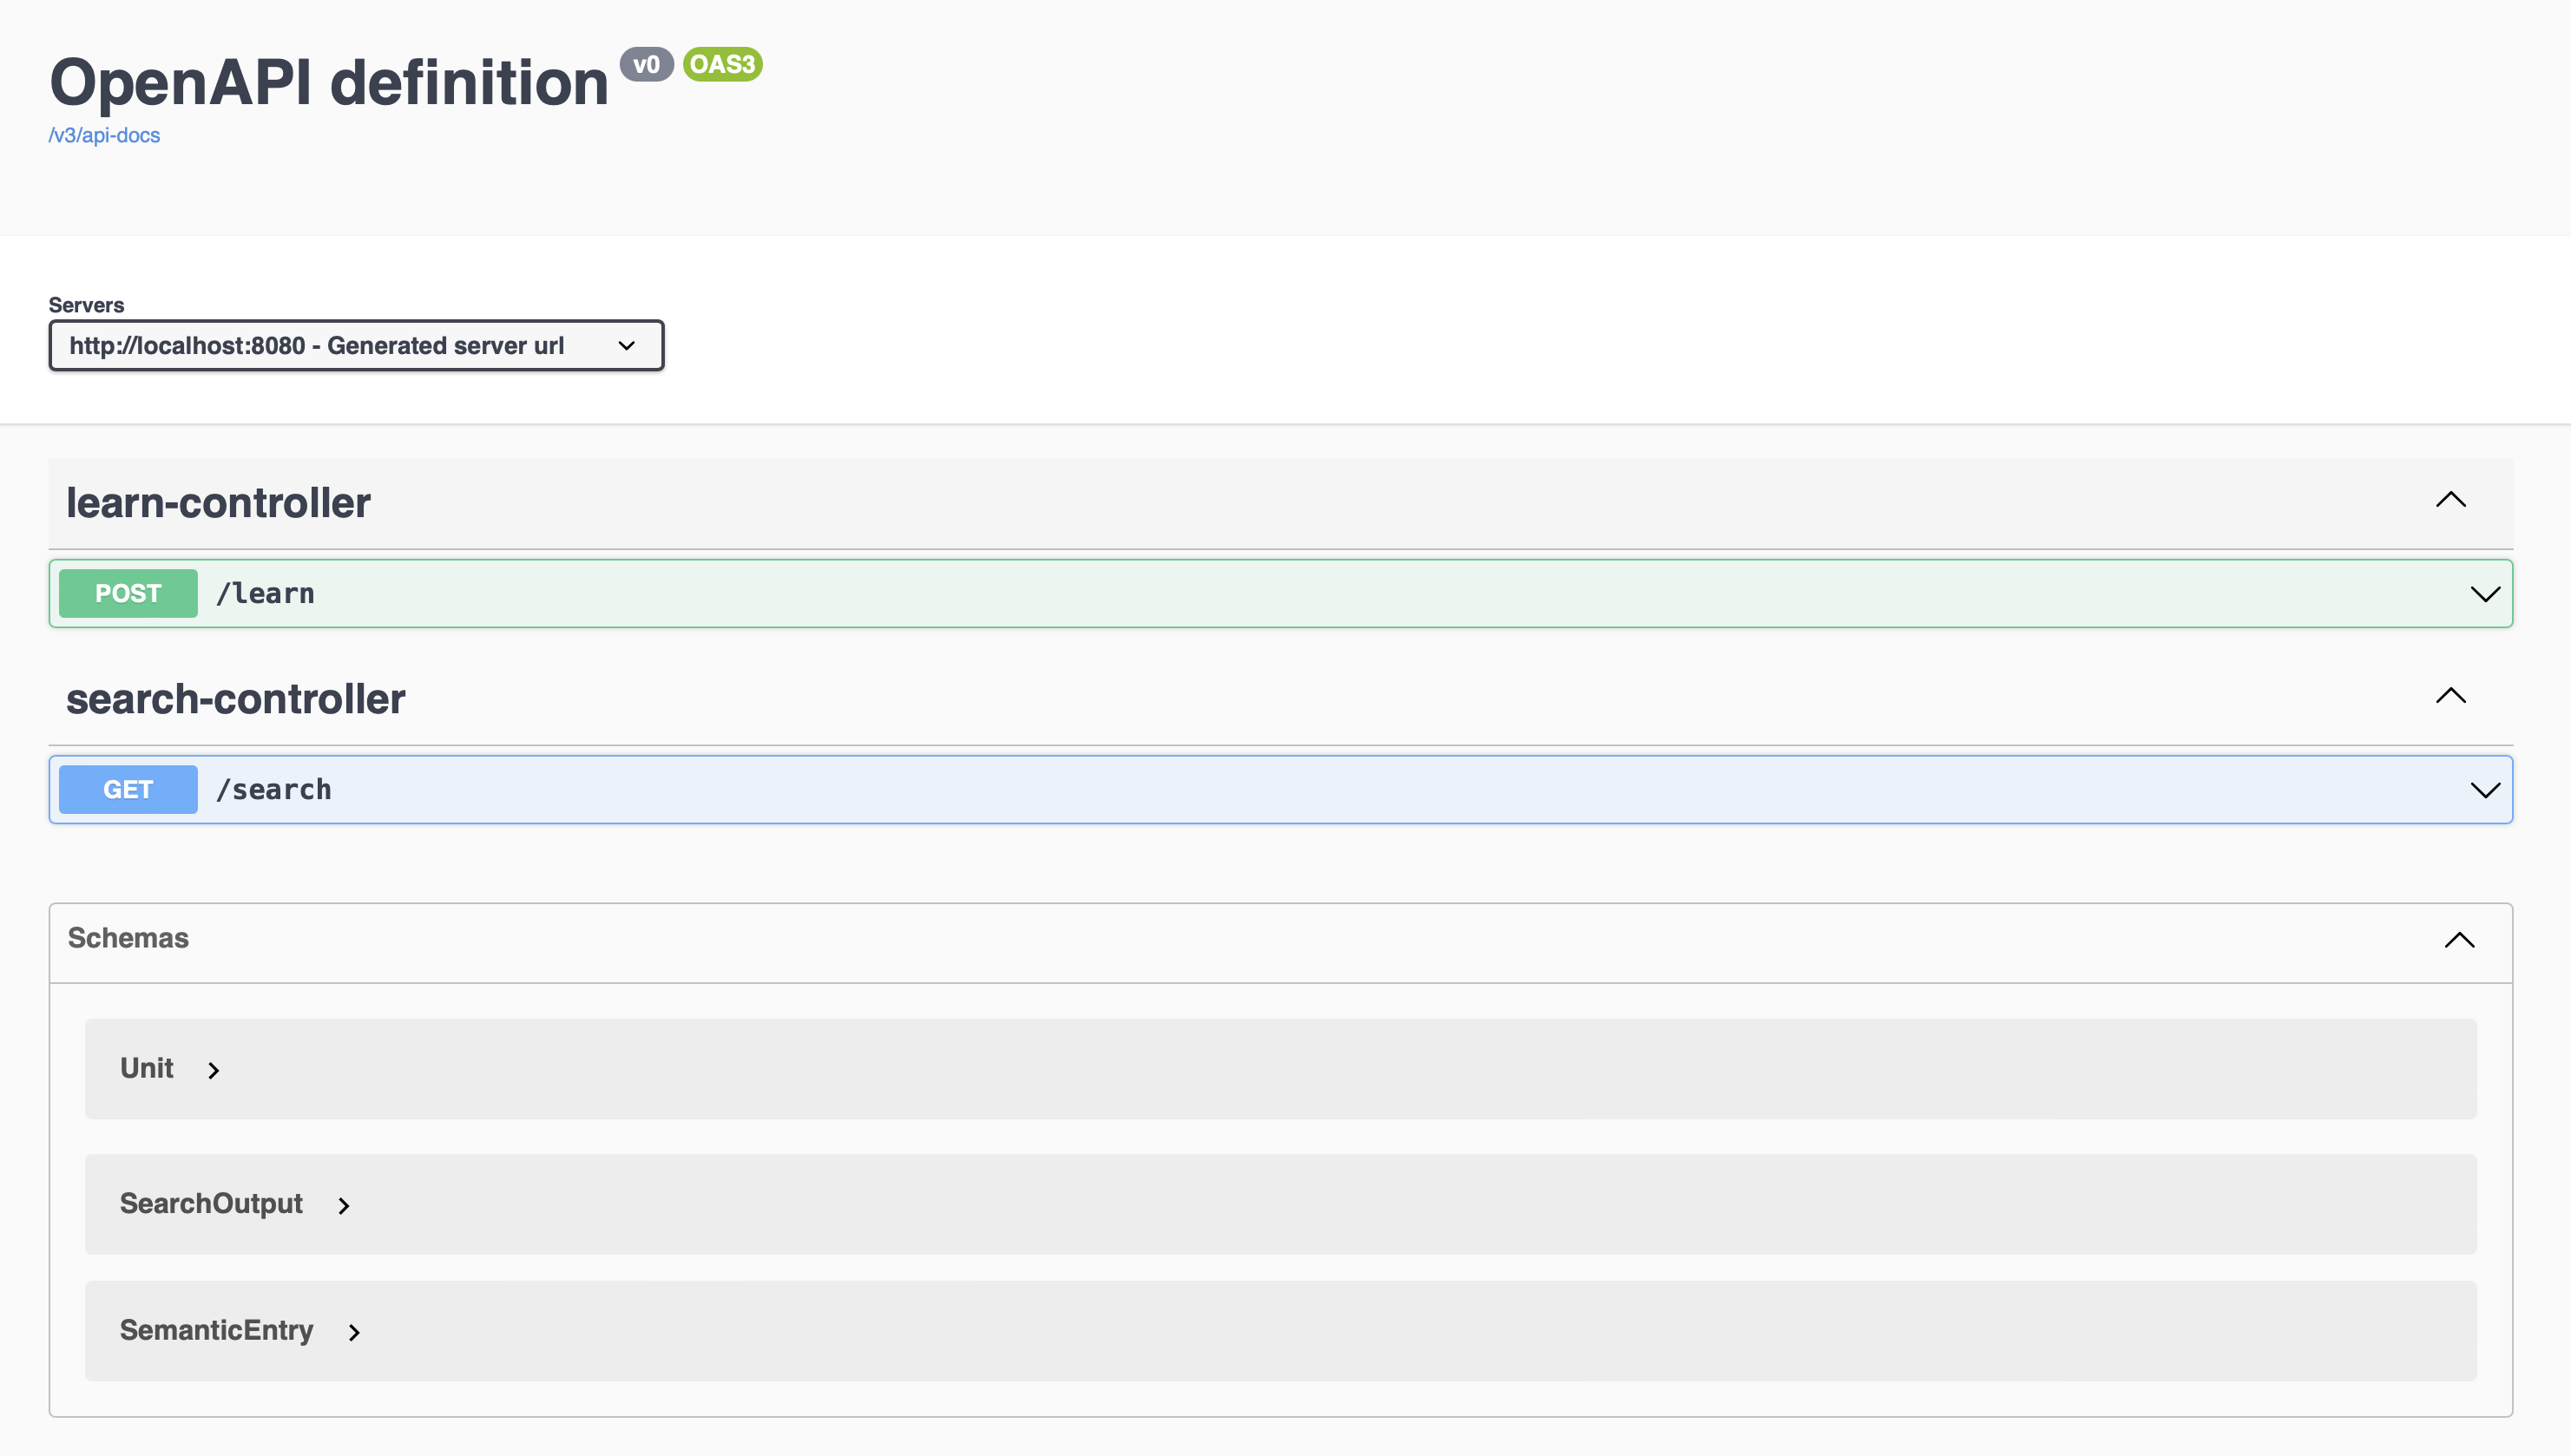 OpenAPI definition v0 OAS3
/v3/api-docs
Servers
http://localhost:8080 - Generated server url
learn-controller
POST /learn
search-controller
GET /search
Schemas
Unit
SearchOutput
SemanticEntry